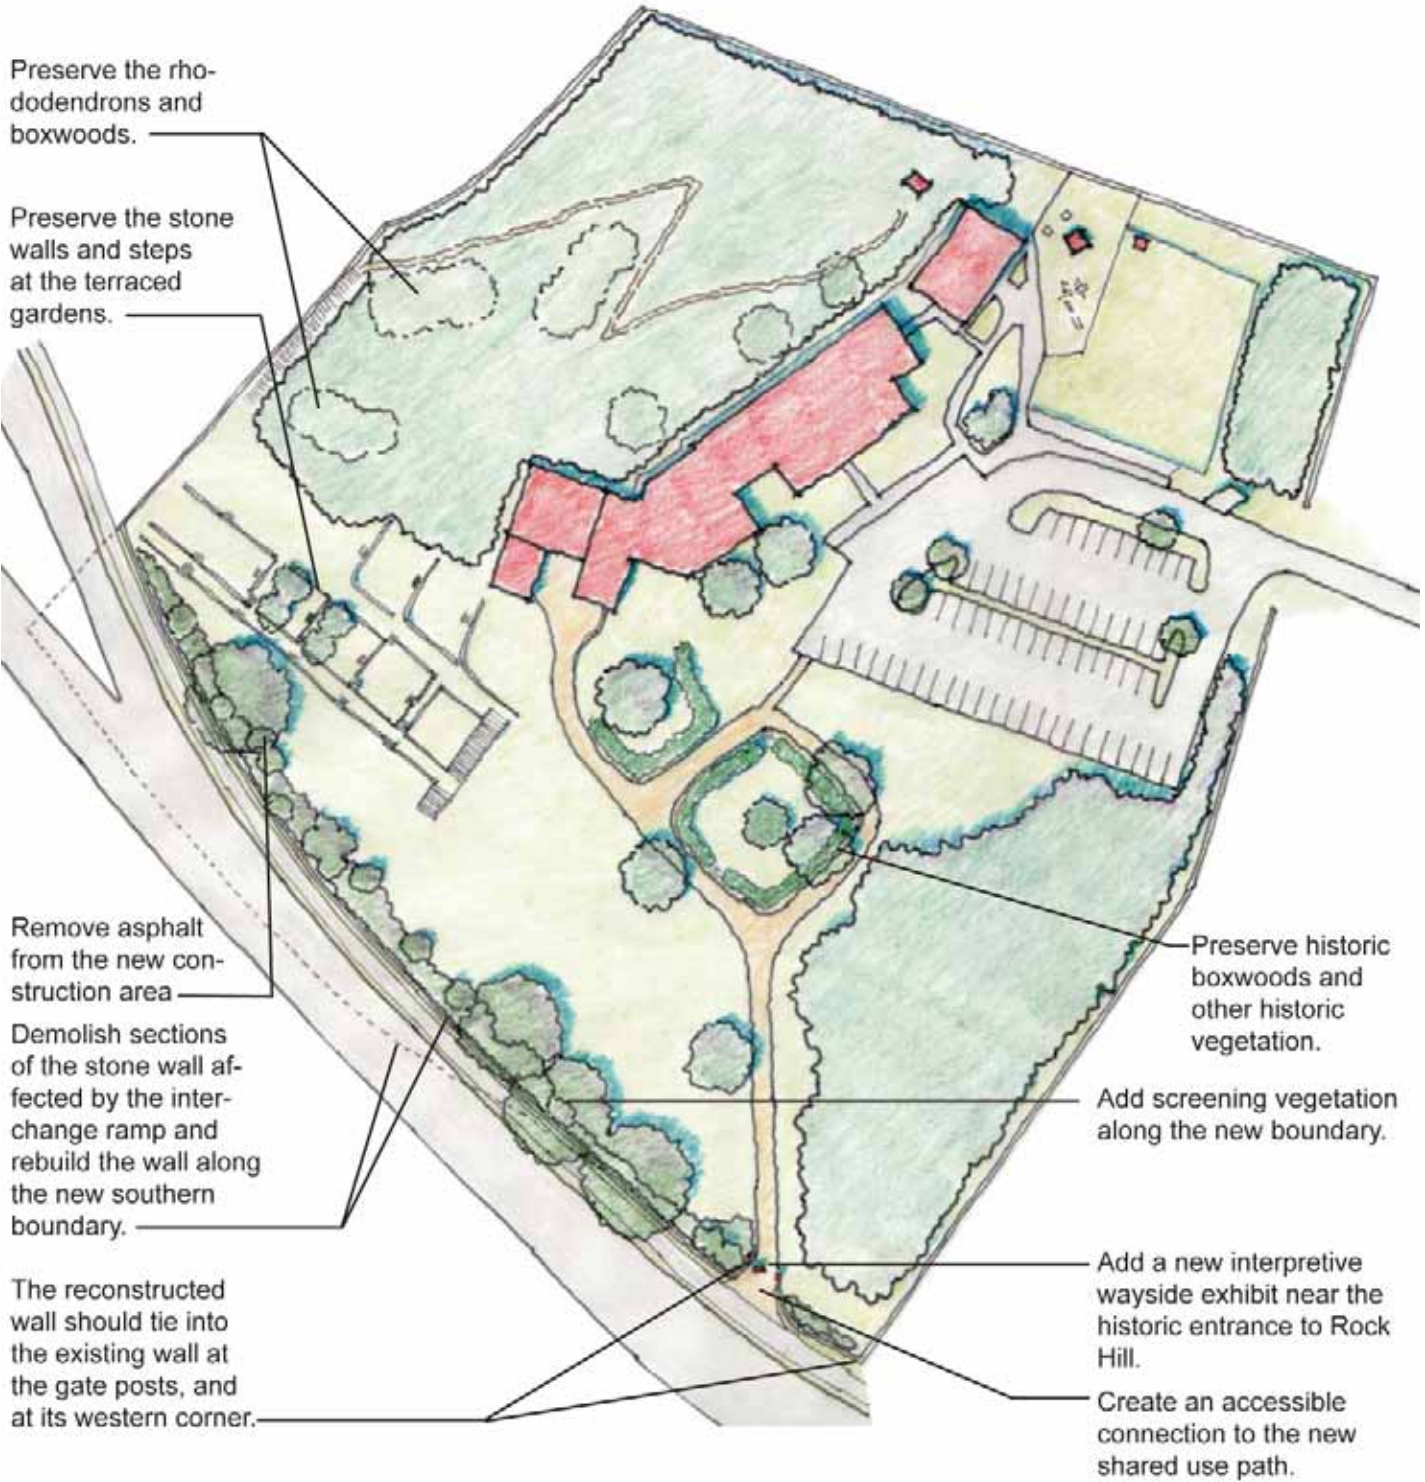 Preserve the rho-
dodendrons and
boxwoods.
Preserve the stone
walls and steps
at the terraced
gardens.
Remove asphalt
from the new con-
struction area
Demolish sections
of the stone wall af-
fected by the inter-
change ramp and
rebuild the wall along
the new southern
boundary.
The reconstructed
wall should tie into
the existing wall at
the gate posts, and
at its western corner.
Preserve historic
boxwoods and
other historic
vegetation.
Add screening vegetation
along the new boundary.
Add a new interpretive
wayside exhibit near the
historic entrance to Rock
Hill.
Create an accessible
connection to the new
shared use path.